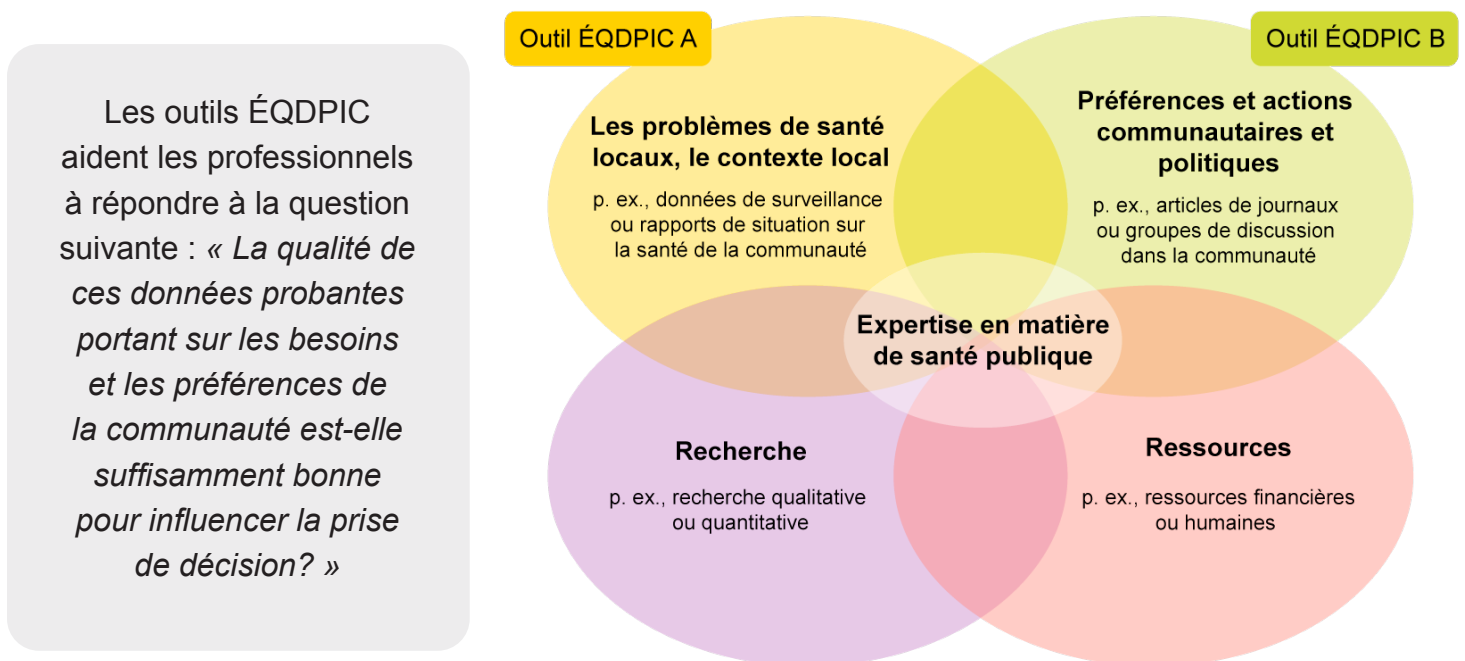 Les outils ÉQDPIC
aident les professionnels
à répondre à la question
suivante : « La qualité de
ces données probantes
portant sur les besoins
et les préférences de
la communauté est-elle
suffisamment bonne
pour influencer la prise
de décision? »
Outil ÉQDPIC A
Outil ÉQDPIC B
Les problèmes de santé
locaux, le contexte local
p. ex., données de surveillance
ou rapports de situation sur
la santé de la communauté
Préférences et actions
communautaires et
politiques
p. ex., articles de journaux
ou groupes de discussion
dans la communauté
Expertise en matière
de santé publique
Recherche
p. ex., recherche qualitative
ou quantitative
Ressources
p. ex., ressources financières
ou humaines